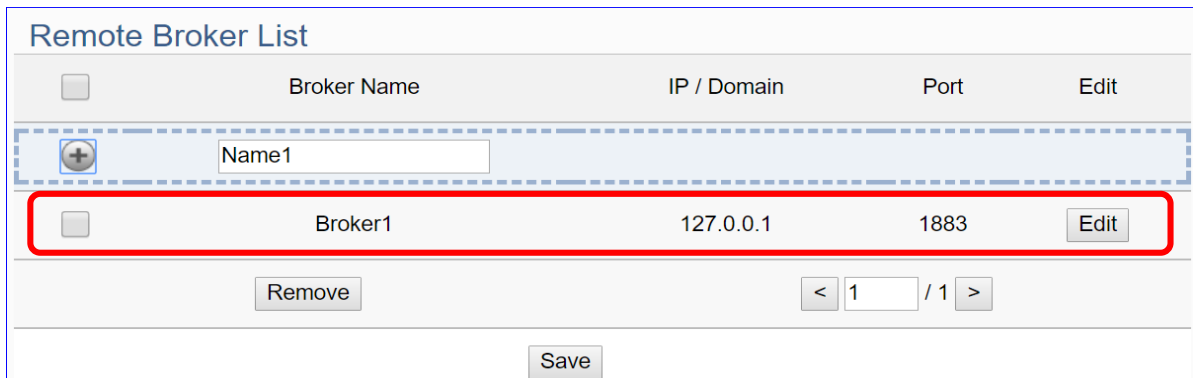 Remote Broker List
Broker Name IP / Domain Port Edit
Name1
Broker1 127.0.0.1 1883 Edit
Remove < 1 / 1 >
Save